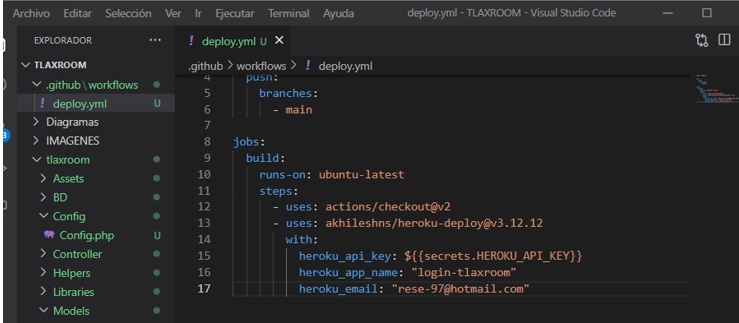 Archivo Editar Selección Ver Ir Ejecutar Terminal Ayuda deploy.yml - TLAXROOM - Visual Studio Code
EXPLORADOR ...
TLAXROOM
.github\workflows
! deploy.yml U
Diagramas
IMAGENES
tlaxroom
Assets
BD
Config
Config.php U
Controller
Helpers
Libraries
Models
! deploy.yml U
.github > workflows > ! deploy.yml
4 push:
5 branches:
6 - main
7
8 jobs:
9 build:
10 runs-on: ubuntu-latest
11 steps:
12 - uses: actions/checkout@v2
13 - uses: akhileshns/heroku-deploy@v3.12.12
14 with:
15 heroku_api_key: ${{secrets.HEROKU_API_KEY}}
16 heroku_app_name: "login-tlaxroom"
17 heroku_email: "rese-97@hotmail.com"